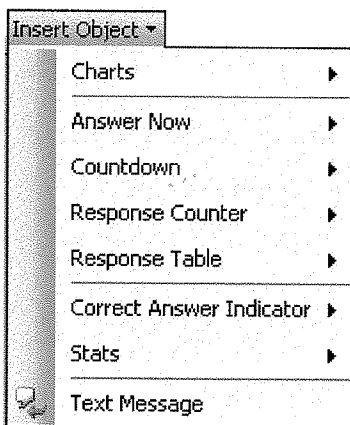 Insert Object
Charts
Answer Now
Countdown
Response Counter
Response Table
Correct Answer Indicator
Stats
Text Message